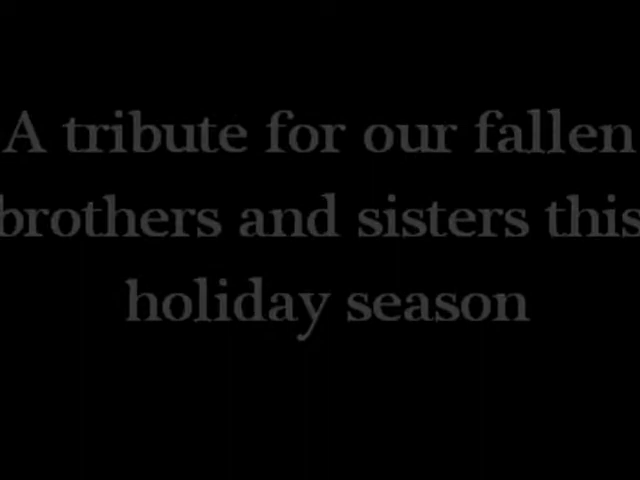 A tribute for our fallen
brothers and sisters this
holiday season